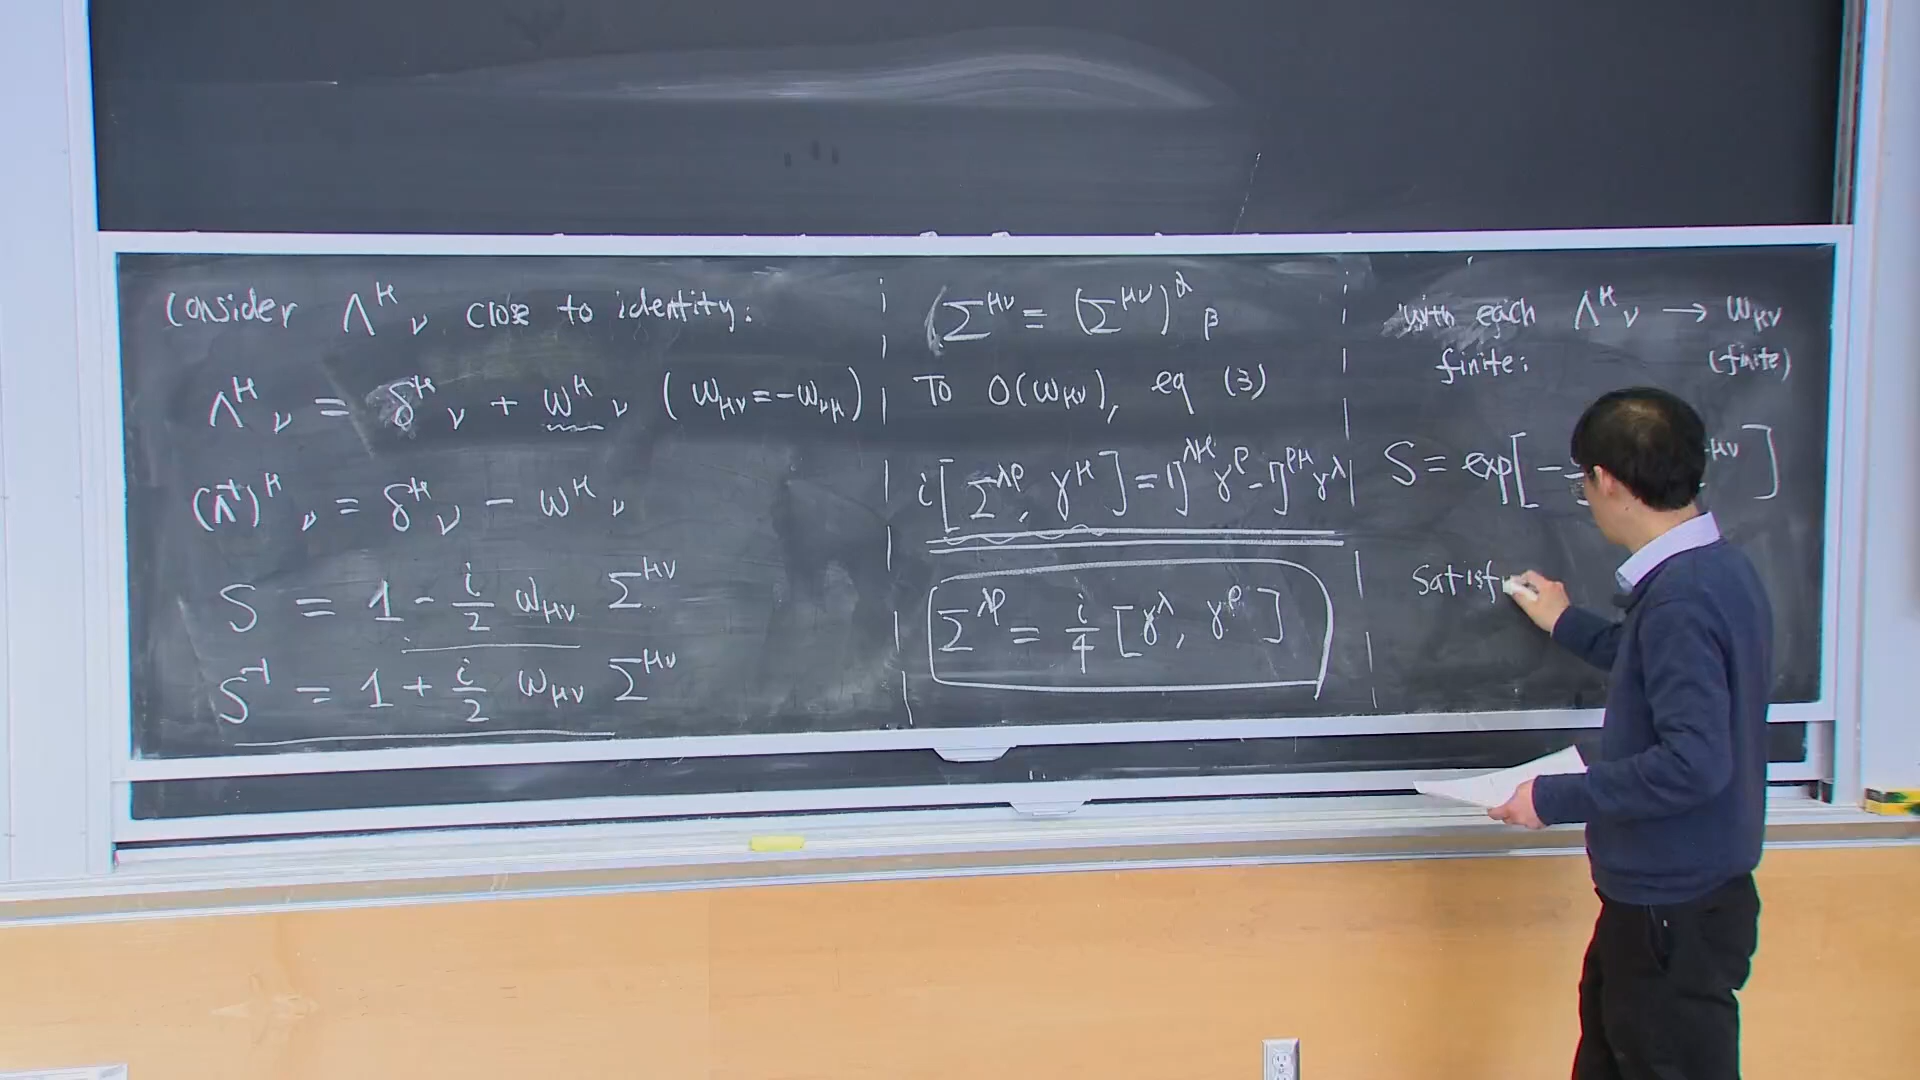 Consider Λ^μ_ν close to identity:
Λ^μ_ν = δ^μ_ν + ω^μ_ν (ω_μν = -ω_νμ)
(Λ^-1)^μ_ν = δ^μ_ν - ω^μ_ν
S = 1 - i/2 ω_μν Σ^μν
S^-1 = 1 + i/2 ω_μν Σ^μν
(Σ^μν ≡ (Σ^μν)^α_β
To O(ω_μν), eq (3)
i[Σ^λρ, γ^μ] = η^λμ γ^ρ - η^ρμ γ^λ
Σ^λρ = i/4 [γ^λ, γ^ρ]
with each Λ^μ_ν → ω_μν
finite: (finite)
S = exp[ - ^μν ]
Satisf